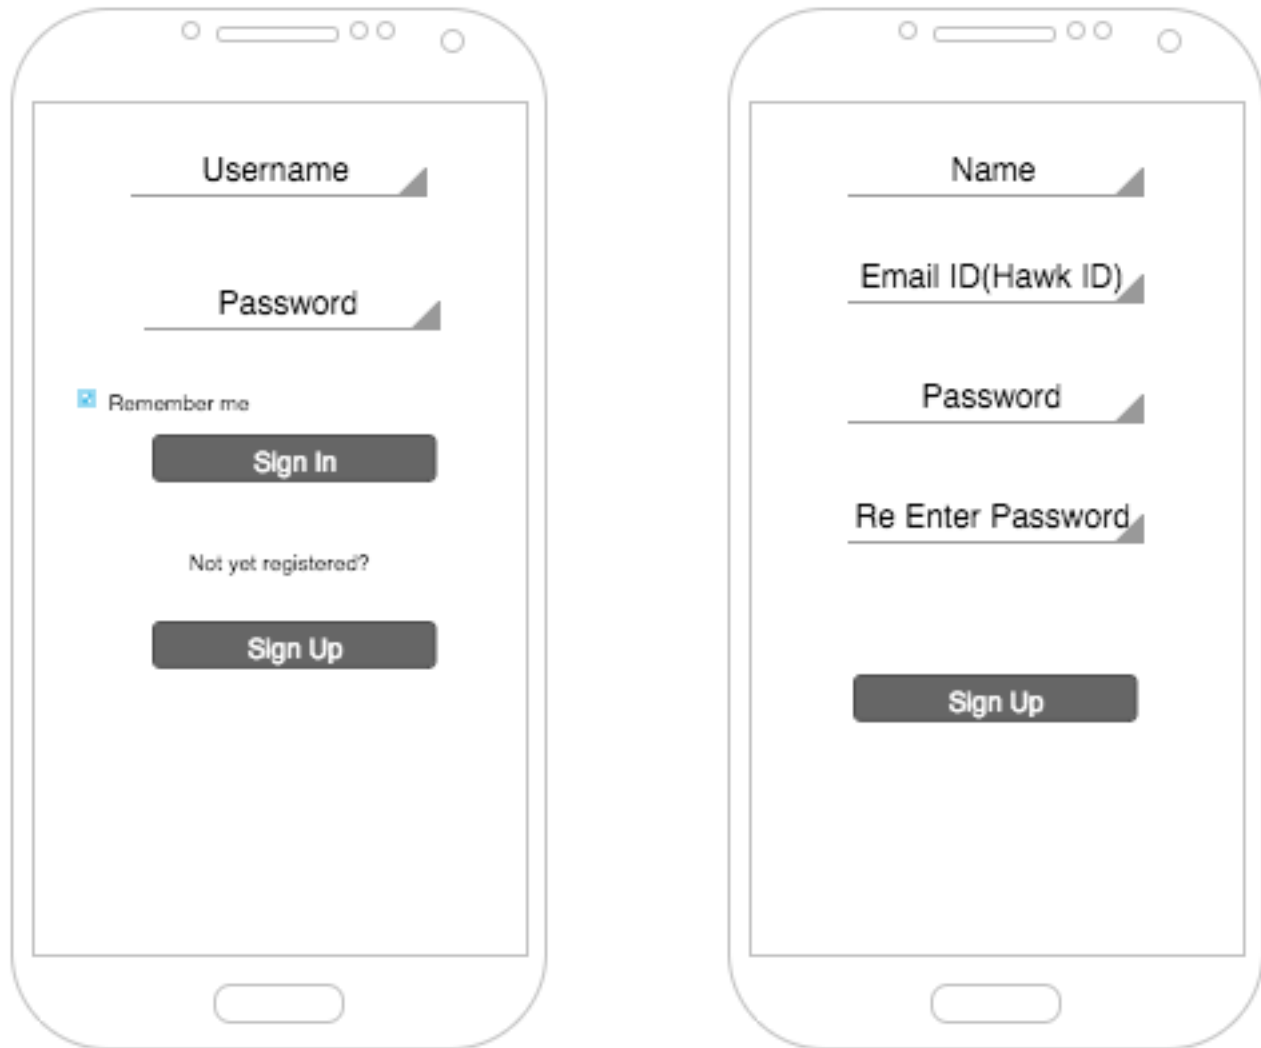 Username
Password
Remember me
Sign In
Not yet registered?
Sign Up
Name
Email ID(Hawk ID)
Password
Re Enter Password
Sign Up